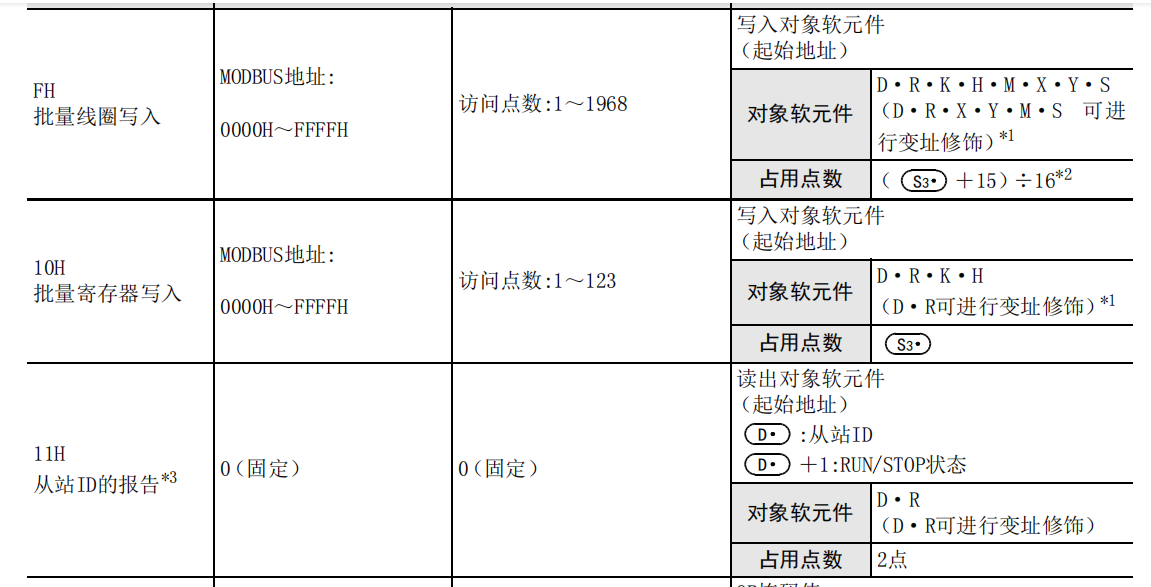 写入对象软元件
（起始地址）
FH
批量线圈写入
MODBUS地址:
0000H～FFFFH
访问点数:1～1968
对象软元件
D·R·K·H·M·X·Y·S
（D·R·X·Y·M·S 可进
行变址修饰）*1
占用点数
（ S3· ＋15）÷16*2
10H
批量寄存器写入
MODBUS地址:
0000H～FFFFH
访问点数:1～123
写入对象软元件
（起始地址）
对象软元件
D·R·K·H
（D·R可进行变址修饰）*1
占用点数
S3·
11H
从站ID的报告*3
0（固定）
0（固定）
读出对象软元件
（起始地址）
D· :从站ID
D· ＋1:RUN/STOP状态
对象软元件
D·R
（D·R可进行变址修饰）
占用点数
2点